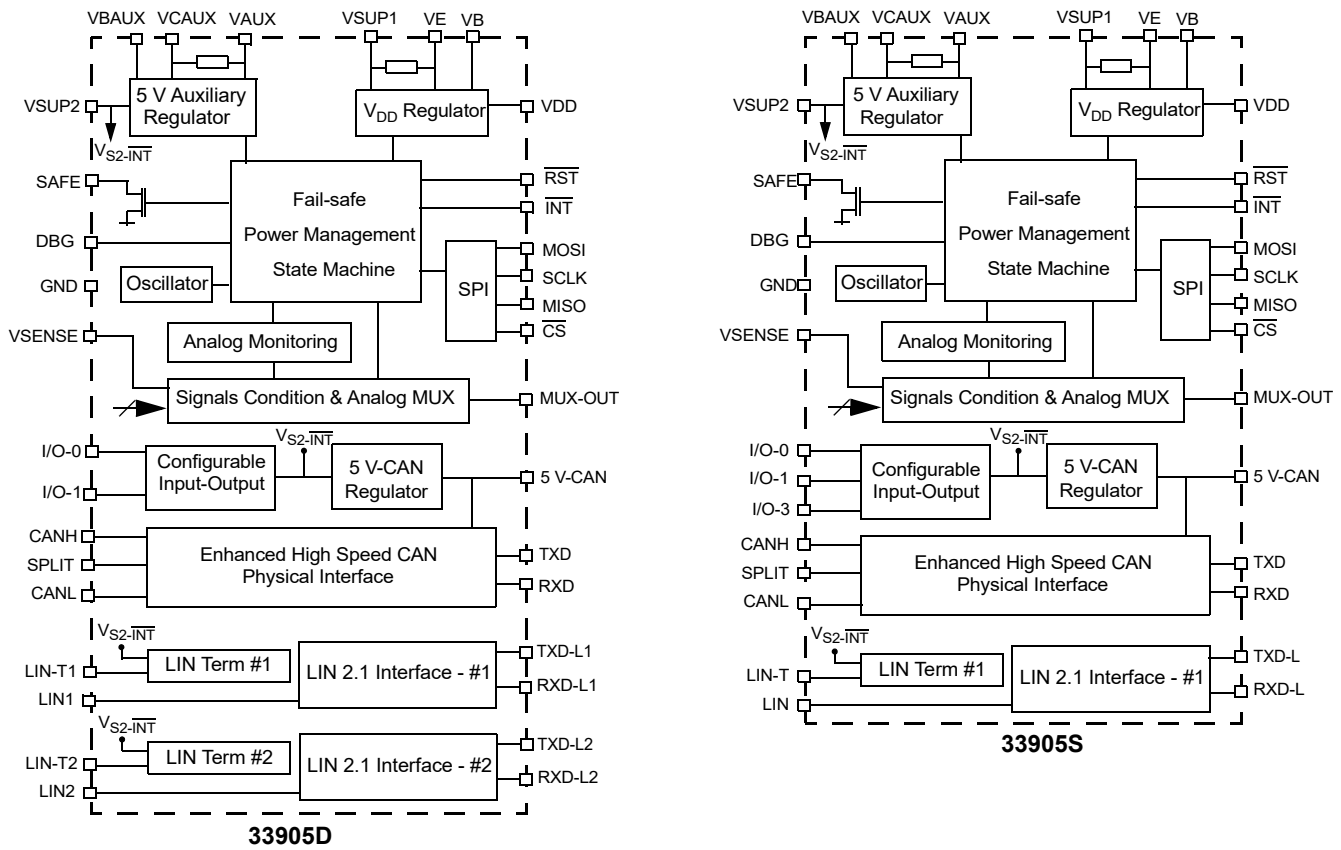 VBAUX VCAUX VAUX VSUP1 VE VB
5 V Auxiliary
Regulator
VDD Regulator
VSUP2
VDD
VS2-INT
SAFE
RST
INT
Fail-safe
Power Management
State Machine
DBG
GND
Oscillator
SPI
MOSI
SCLK
MISO
CS
VSENSE
Analog Monitoring
Signals Condition & Analog MUX
MUX-OUT
I/O-0
I/O-1
Configurable
Input-Output
VS2-INT
5 V-CAN
Regulator
5 V-CAN
CANH
SPLIT
CANL
Enhanced High Speed CAN
Physical Interface
TXD
RXD
VS2-INT
LIN Term #1
LIN-T1
LIN1
LIN 2.1 Interface - #1
TXD-L1
RXD-L1
VS2-INT
LIN Term #2
LIN-T2
LIN2
LIN 2.1 Interface - #2
TXD-L2
RXD-L2
33905D
VBAUX VCAUX VAUX VSUP1 VE VB
5 V Auxiliary
Regulator
VDD Regulator
VSUP2
VDD
VS2-INT
SAFE
RST
INT
Fail-safe
Power Management
State Machine
DBG
GND
Oscillator
SPI
MOSI
SCLK
MISO
CS
VSENSE
Analog Monitoring
Signals Condition & Analog MUX
MUX-OUT
I/O-0
I/O-1
I/O-3
Configurable
Input-Output
VS2-INT
5 V-CAN
Regulator
5 V-CAN
CANH
SPLIT
CANL
Enhanced High Speed CAN
Physical Interface
TXD
RXD
VS2-INT
LIN Term #1
LIN-T
LIN
LIN 2.1 Interface - #1
TXD-L
RXD-L
33905S